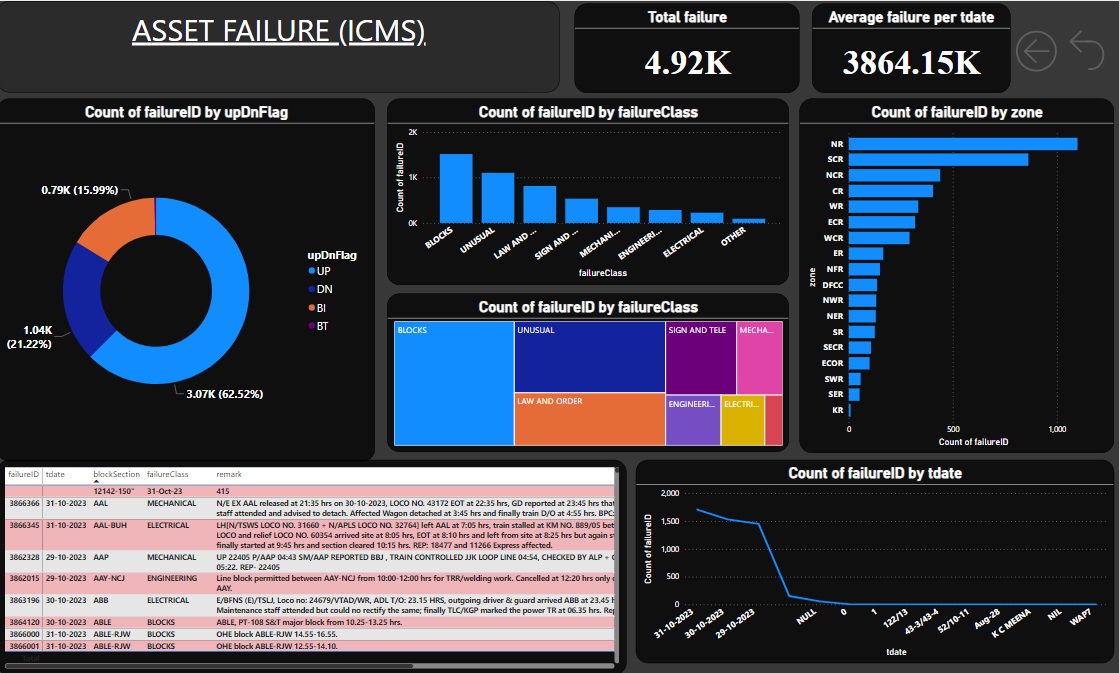 ASSET FAILURE (ICMS)
Total failure
4.92K
Average failure per tdate
3864.15K
Count of failureID by upDnFlag
0.79K (15.99%)
1.04K
(21.22%)
3.07K (62.52%)
upDnFlag
UP
DN
BI
BT
Count of failureID by failureClass
Count of failureID
2K
1K
0K
BLOCKS
UNUSUAL
LAW AND ...
SIGN AND ...
MECHANI...
ENGINEERI...
ELECTRICAL
OTHER
failureClass
Count of failureID by failureClass
BLOCKS
UNUSUAL
LAW AND ORDER
SIGN AND TELE
MECHA...
ENGINEERI...
ELECTRI...
Count of failureID by zone
zone
NR
SCR
NCR
CR
WR
ECR
WCR
ER
NFR
DFCC
NWR
NER
SR
SECR
ECOR
SWR
SER
KR
0 500 1,000
Count of failureID
failureID tdate blockSection failureClass remark
12142-150" 31-Oct-23 415
3866366 31-10-2023 AAL MECHANICAL N/E EX AAL released at 21:35 hrs on 30-10-2023, LOCO NO. 43172 EOT at 22:35 hrs, GD reported at 23:45 hrs that
staff attended and advised to detach. Affected Wagon detached at 3:45 hrs and finally train D/O at 4:55 hrs. BPC:
3866345 31-10-2023 AAL-BUH ELECTRICAL LH[N/TSWS LOCO NO. 31660 + N/APLS LOCO NO. 32764] left AAL at 7:05 hrs, train stalled at KM NO. 889/05 bet
LOCO and relief LOCO NO. 60354 arrived site at 8:05 hrs, EOT at 8:10 hrs and left from site at 8:25 hrs but again st
finally started at 9:45 hrs and section cleared 10:15 hrs. REP: 18477 and 11266 Express affected.
3862328 29-10-2023 AAP MECHANICAL UP 22405 P/AAP 04:43 SM/AAP REPORTED BBJ , TRAIN CONTROLLED JJK LOOP LINE 04:54, CHECKED BY ALP +
05:22. REP- 22405
3862015 29-10-2023 AAY-NCJ ENGINEERING Line block permitted between AAY-NCJ from 10:00-12:00 hrs for TRR/welding work. Cancelled at 12:20 hrs only
AAY.
3863196 30-10-2023 ABB ELECTRICAL E/BFNS (E)/TSLJ, Loco no: 24679/VTAD/WR, ADL T/O: 23.15 HRS, outgoing driver & guard arrived ABB at 23.45
Maintenance staff attended but could no rectify the same; finally TLC/KGP marked the power TR at 06.35 hrs. Rep
3864120 30-10-2023 ABLE BLOCKS ABLE, PT-108 S&T major block from 10.25-13.25 hrs.
3866000 31-10-2023 ABLE-RJW BLOCKS OHE block ABLE-RJW 14.55-16.55.
3866001 31-10-2023 ABLE-RJW BLOCKS OHE block ABLE-RJW 12.55-14.10.
Total
Count of failureID by tdate
Count of failureID
2,000
1,500
1,000
500
0
31-10-2023
30-10-2023
29-10-2023
NULL
0
1
122/13
43-3/43-4
52/10-11
Aug-28
K C MEENA
NIL
WAP7
tdate